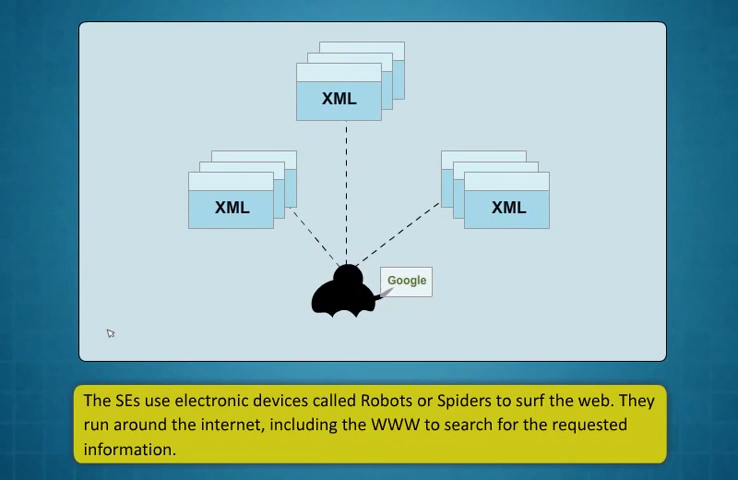 XML
XML
XML
Google
The SEs use electronic devices called Robots or Spiders to surf the web. They
run around the internet, including the WWW to search for the requested
information.